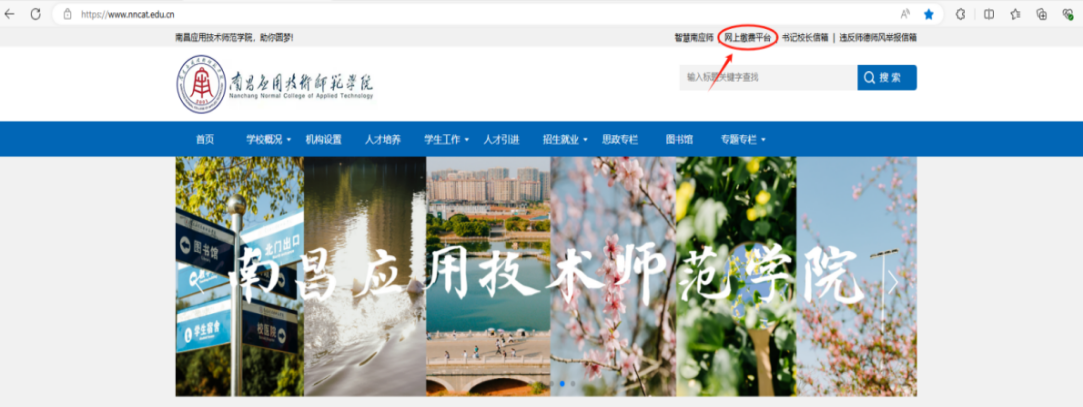 https://www.nncat.edu.cn
南昌应用技术师范学院，助你圆梦!
智慧南应师 网上缴费平台 书记校长信箱 | 违反师德师风举报信箱
南昌应用技術師範学院
Nanchang Normal College of Applied Technology
输入标题关键字查找
搜索
首页 学校概况 机构设置 人才培养 学生工作 人才引进 招生就业 思政专栏 图书馆 专题专栏
图书馆
北门出口
学生宿舍
校医院
南昌应用技术师范学院